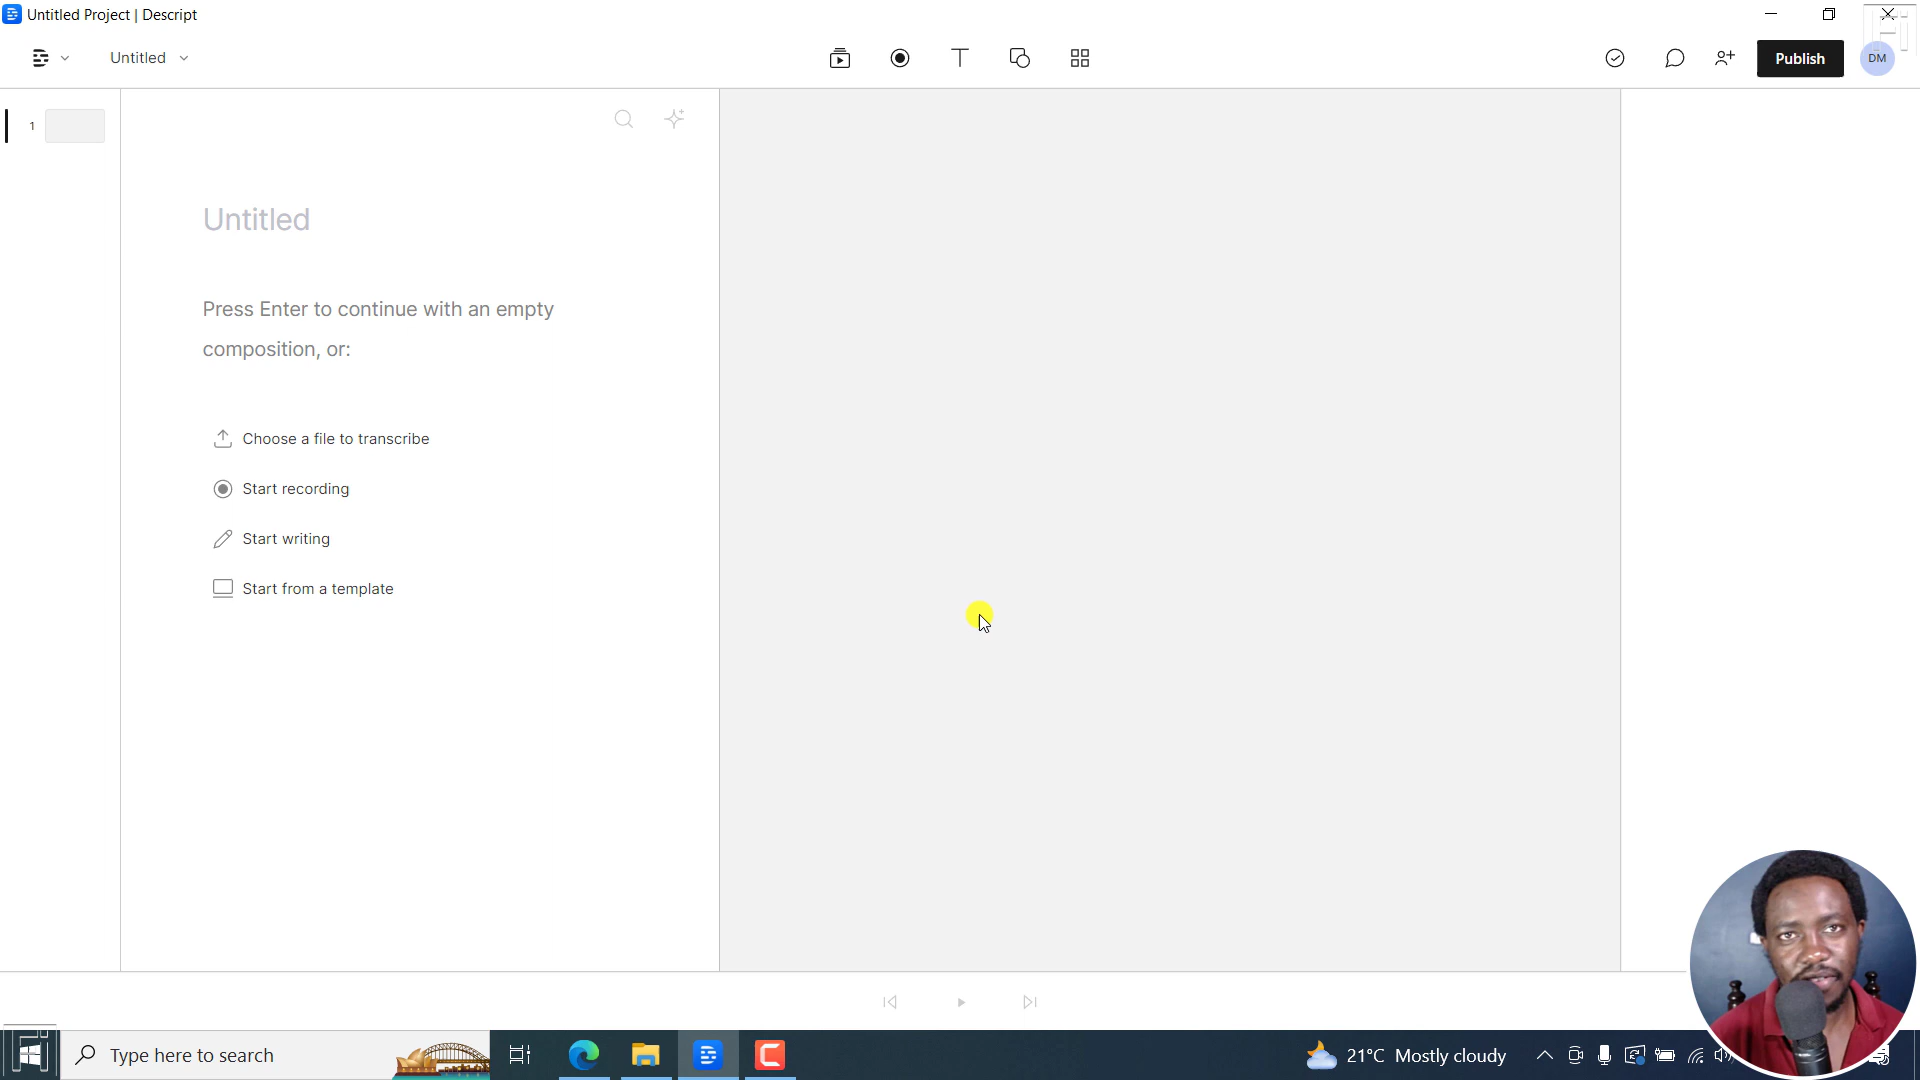 Untitled Project | Descript
Untitled
Publish
DM
1
Untitled
Press Enter to continue with an empty
composition, or:
Choose a file to transcribe
Start recording
Start writing
Start from a template
Type here to search
21°C Mostly cloudy